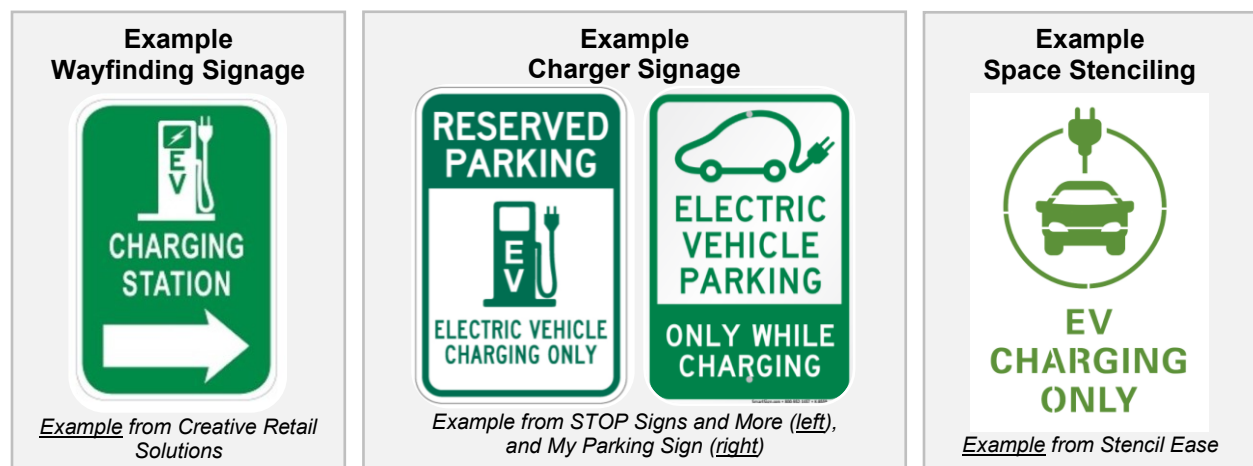 Example
Wayfinding Signage
EV
CHARGING
STATION
Example from Creative Retail
Solutions
Example
Charger Signage
RESERVED
PARKING
EV
ELECTRIC VEHICLE
CHARGING ONLY
ELECTRIC
VEHICLE
PARKING
ONLY WHILE
CHARGING
Example from STOP Signs and More (left),
and My Parking Sign (right)
Example
Space Stenciling
EV
CHARGING
ONLY
Example from Stencil Ease